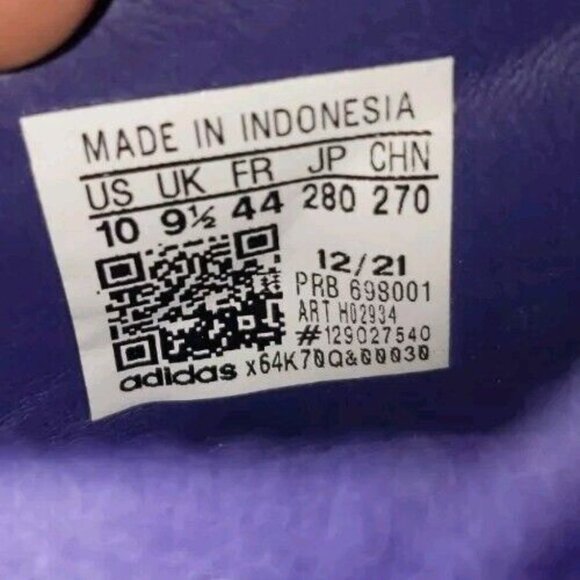 MADE IN INDONESIA
US UK FR JP CHN
10 9½ 44 280 270
12/21
PRB 698001
ART H02934
#129027540
adidas x64K70Q&00030